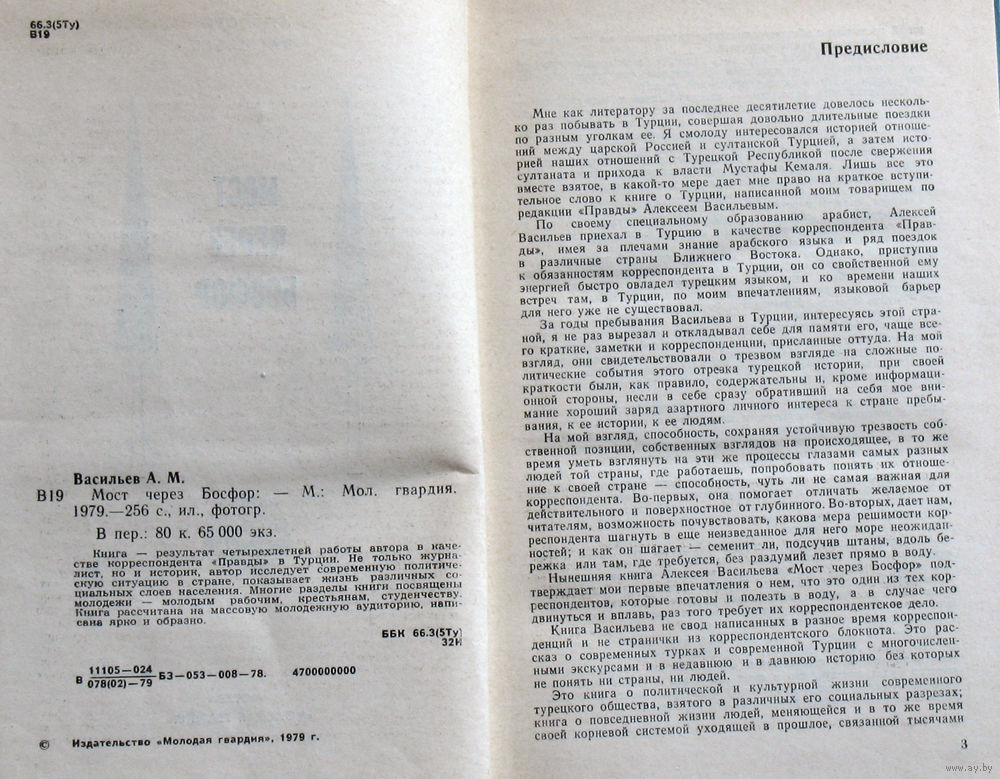 66.3(5Ту)
В19
Васильев А. М.
В19 Мост через Босфор: — М.: Мол. гвардия.
1979.—256 с., ил., фотогр.
В пер.: 80 к. 65 000 экз.
Книга — результат четырехлетней работы автора в каче-
стве корреспондента «Правды» в Турции. Не только журна-
лист, но и историк, автор исследует современную политиче-
скую ситуацию в стране, показывает жизнь различных со-
циальных слоев населения. Многие разделы книги посвящены
молодежи — молодым рабочим, крестьянам, студенчеству.
Книга рассчитана на массовую молодежную аудиторию, напи-
сана ярко и образно.
ББК 66.3(5Ту)
32И
В 11105—024
078(02)—79 БЗ—053—008—78. 4700000000
© Издательство «Молодая гвардия», 1979 г.
Предисловие
Мне как литератору за последнее десятилетие довелось несколь-
ко раз побывать в Турции, совершая довольно длительные поездки
по разным уголкам ее. Я смолоду интересовался историей отноше-
ний между царской Россией и султанской Турцией, а затем исто-
рией наших отношений с Турецкой Республикой после свержения
султаната и прихода к власти Мустафы Кемаля. Лишь все это
вместе взятое, в какой-то мере дает мне право на краткое вступи-
тельное слово к книге о Турции, написанной моим товарищем по
редакции «Правды» Алексеем Васильевым.
По своему специальному образованию арабист, Алексей
Васильев приехал в Турцию в качестве корреспондента «Прав-
ды», имея за плечами знание арабского языка и ряд поездок
в различные страны Ближнего Востока. Однако, приступив
к обязанностям корреспондента в Турции, он со свойственной ему
энергией быстро овладел турецким языком, и ко времени наших
встреч там, в Турции, по моим впечатлениям, языковой барьер
для него уже не существовал.
За годы пребывания Васильева в Турции, интересуясь этой стра-
ной, я не раз вырезал и откладывал себе для памяти его, чаще все-
го краткие, заметки и корреспонденции, присланные оттуда. На мой
взгляд, они свидетельствовали о трезвом взгляде на сложные по-
литические события этого отрезка турецкой истории, при своей
краткости были, как правило, содержательны и, кроме информаци-
онной стороны, несли в себе сразу обративший на себя мое вни-
мание хороший заряд азартного личного интереса к стране пребы-
вания, к ее истории, к ее людям.
На мой взгляд, способность, сохраняя устойчивую трезвость соб-
ственной позиции, собственных взглядов на происходящее, в то же
время уметь взглянуть на эти же процессы глазами самых разных
людей той страны, где работаешь, попробовать понять их отноше-
ние к своей стране — способность, чуть ли не самая важная для
корреспондента. Во-первых, она помогает отличать желаемое от
действительного и поверхностное от глубинного. Во-вторых, дает нам,
читателям, возможность почувствовать, какова мера решимости кор-
респондента шагнуть в еще неизведанное для него море неожидан-
ностей; и как он шагает — семенит ли, подсучив штаны, вдоль бе-
режка или там, где требуется, без раздумий лезет прямо в воду.
Нынешняя книга Алексея Васильева «Мост через Босфор» под-
тверждает мои первые впечатления о нем, что это один из тех кор-
респондентов, которые готовы и полезть в воду, а в случае чего
двинуться и вплавь, раз того требует их корреспондентское дело.
Книга Васильева не свод написанных в разное время корреспон-
денций и не странички из корреспондентского блокнота. Это рас-
сказ о современных турках и современной Турции с многочислен-
ными экскурсами и в недавнюю и в давнюю историю без которых
не понять ни страны, ни людей.
Это книга о политической и культурной жизни современного
турецкого общества, взятого в различных его социальных разрезах;
книга о повседневной жизни людей, меняющейся и в то же время
своей корневой системой уходящей в прошлое, связанной тысячами
3
www.ay.by